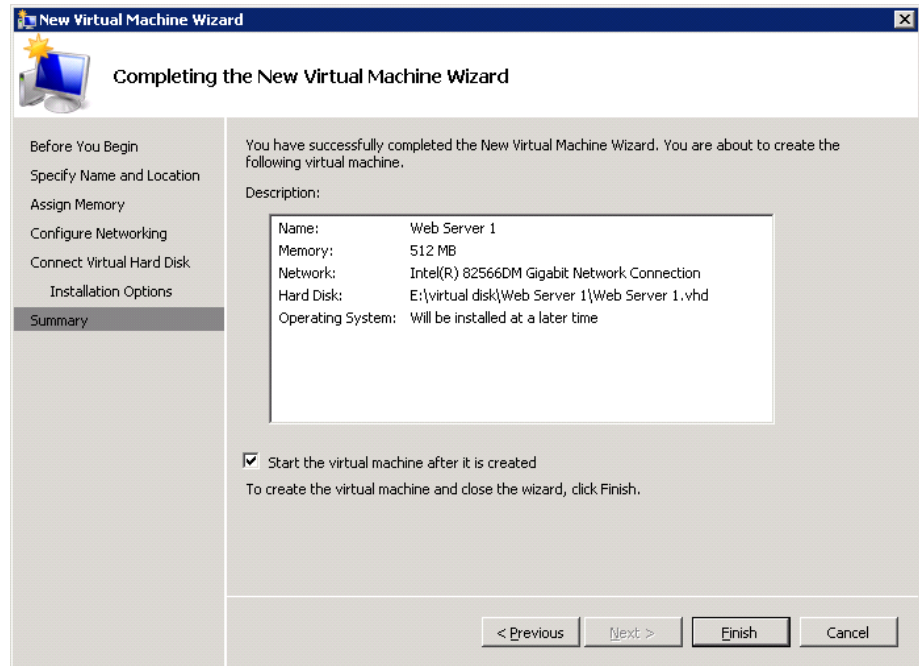 New Virtual Machine Wizard
Completing the New Virtual Machine Wizard
Before You Begin
Specify Name and Location
Assign Memory
Configure Networking
Connect Virtual Hard Disk
Installation Options
Summary
You have successfully completed the New Virtual Machine Wizard. You are about to create the
following virtual machine.
Description:
Name: Web Server 1
Memory: 512 MB
Network: Intel(R) 82566DM Gigabit Network Connection
Hard Disk: E:\virtual disk\Web Server 1\Web Server 1.vhd
Operating System: Will be installed at a later time
Start the virtual machine after it is created
To create the virtual machine and close the wizard, click Finish.
< Previous Next > Finish Cancel